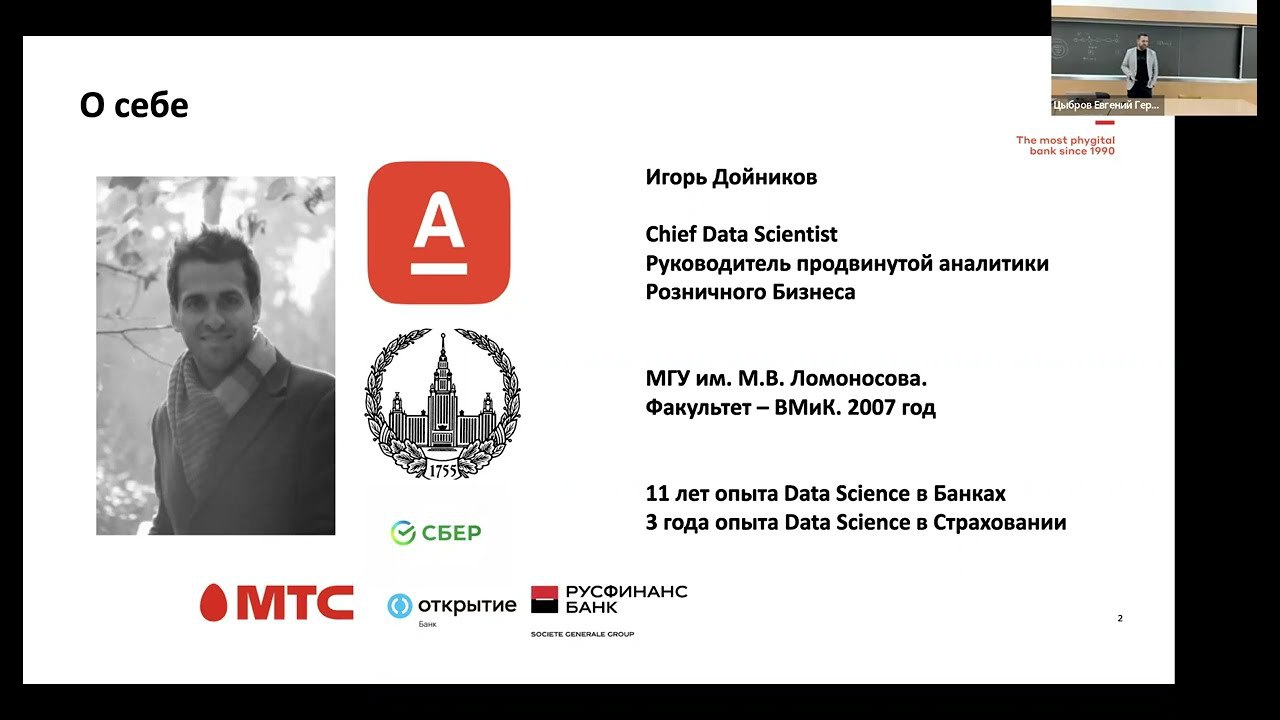 О себе
Цыбров Евгений Гер...
The most phygital
bank since 1990
Игорь Дойников
Chief Data Scientist
Руководитель продвинутой аналитики
Розничного Бизнеса
А
МГУ им. М.В. Ломоносова.
Факультет – ВМиК. 2007 год
1755
11 лет опыта Data Science в Банках
3 года опыта Data Science в Страховании
СБЕР
МТС
открытие
Банк
РУСФИНАНС
БАНК
SOCIETE GENERALE GROUP
2